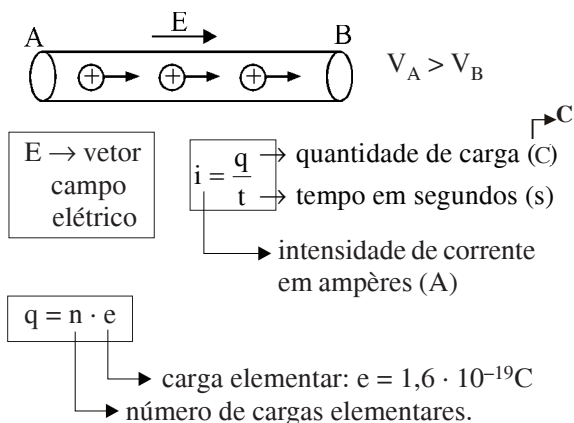 A E B
+ + +
V_A > V_B
C
E → vetor
campo
elétrico
i = q/t
→ quantidade de carga (C)
→ tempo em segundos (s)
intensidade de corrente
em ampères (A)
q = n · e
carga elementar: e = 1,6 · 10⁻¹⁹C
número de cargas elementares.